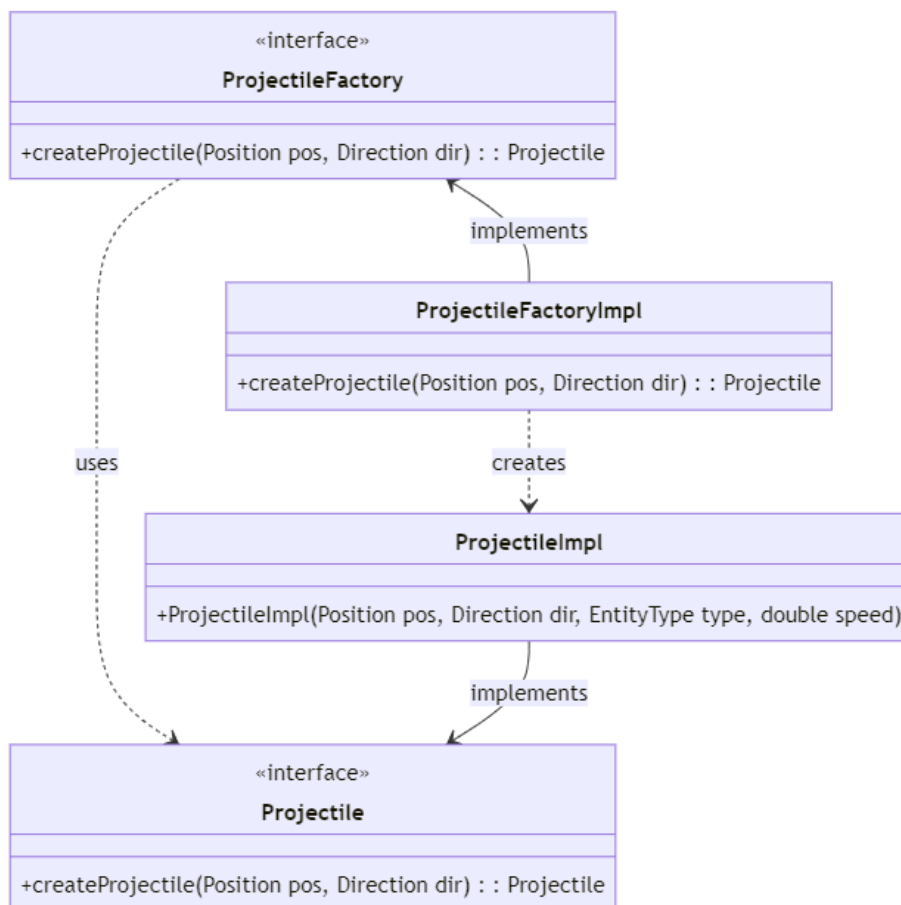 «interface»
ProjectileFactory
+createProjectile(Position pos, Direction dir) : : Projectile
implements
ProjectileFactoryImpl
+createProjectile(Position pos, Direction dir) : : Projectile
uses
creates
ProjectileImpl
+ProjectileImpl(Position pos, Direction dir, EntityType type, double speed)
implements
«interface»
Projectile
+createProjectile(Position pos, Direction dir) : : Projectile